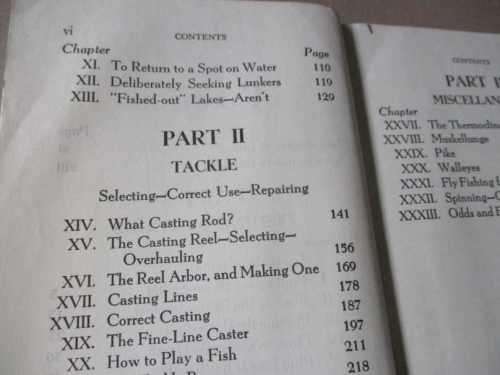 vi
CONTENTS
Chapter Page
XI. To Return to a Spot on Water 110
XII. Deliberately Seeking Lunkers 119
XIII. "Fished-out" Lakes—Aren't 129
PART II
TACKLE
Selecting—Correct Use—Repairing
XIV. What Casting Rod? 141
XV. The Casting Reel—Selecting—
Overhauling 156
XVI. The Reel Arbor, and Making One 169
XVII. Casting Lines 178
XVIII. Correct Casting 187
XIX. The Fine-Line Caster 197
XX. How to Play a Fish 211
218
CONTENTS
PART
MISCELLAN
Chapter
XXVII. The Thermoclin
XXVIII. Muskellunge
XXIX. Pike
XXX. Walleyes
XXXI. Fly Fishing
XXXII. Spinning—
XXXIII. Odds and